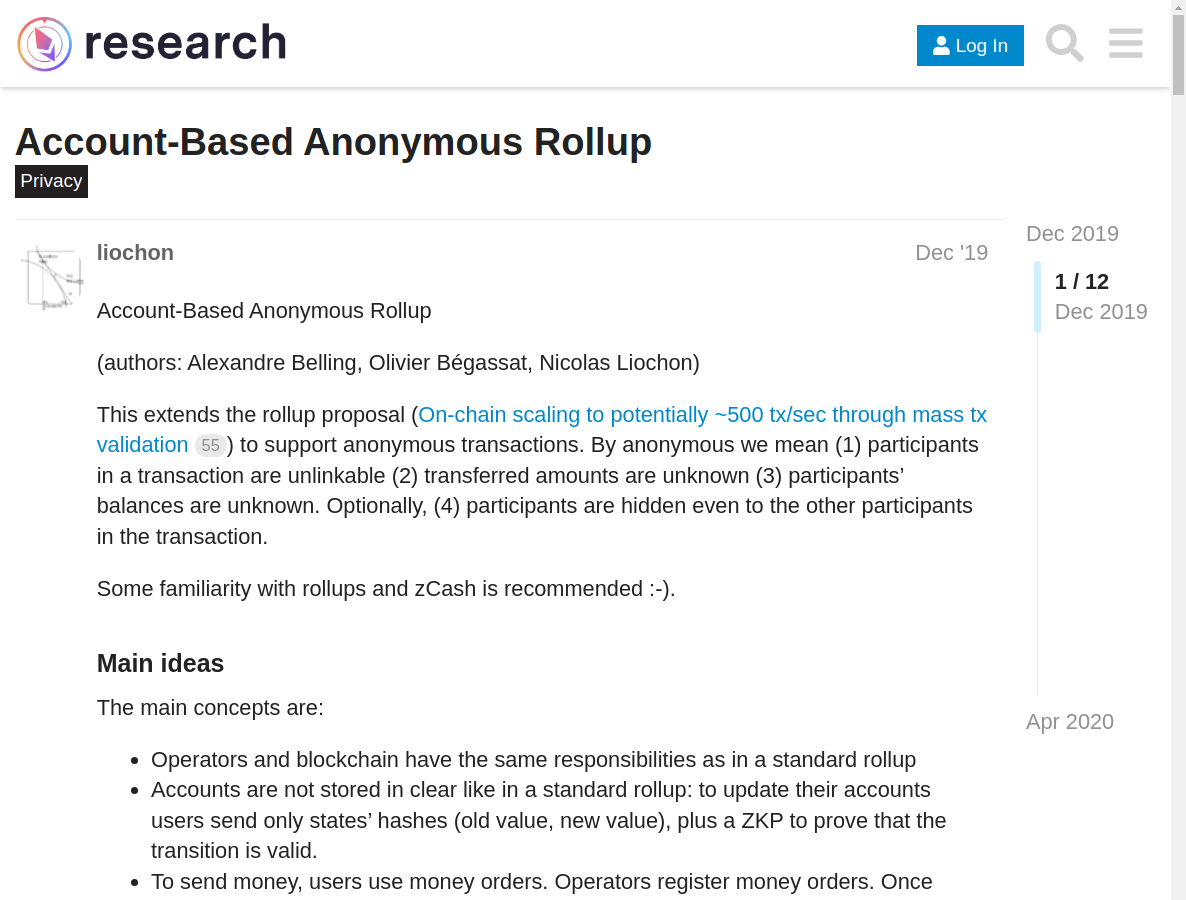 research
Log In
Account-Based Anonymous Rollup
Privacy
liochon
Dec '19
Account-Based Anonymous Rollup
(authors: Alexandre Belling, Olivier Bégassat, Nicolas Liochon)
This extends the rollup proposal (On-chain scaling to potentially ~500 tx/sec through mass tx
validation 55) to support anonymous transactions. By anonymous we mean (1) participants
in a transaction are unlinkable (2) transferred amounts are unknown (3) participants’
balances are unknown. Optionally, (4) participants are hidden even to the other participants
in the transaction.
Some familiarity with rollups and zCash is recommended :-).
Main ideas
The main concepts are:
• Operators and blockchain have the same responsibilities as in a standard rollup
• Accounts are not stored in clear like in a standard rollup: to update their accounts
users send only states’ hashes (old value, new value), plus a ZKP to prove that the
transition is valid.
• To send money, users use money orders. Operators register money orders. Once
Dec 2019
1 / 12
Dec 2019
Apr 2020